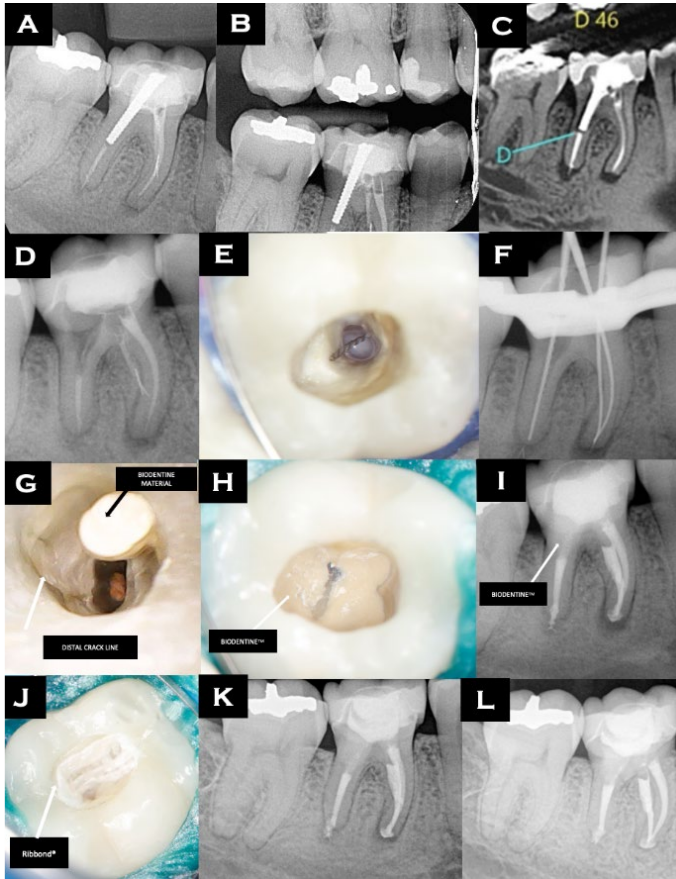 A
B
C
D 46
D
D
E
F
G
BIODENTINE
MATERIAL
DISTAL CRACK LINE
H
BIODENTINE™
I
BIODENTINE™
J
Ribbond®
K
L